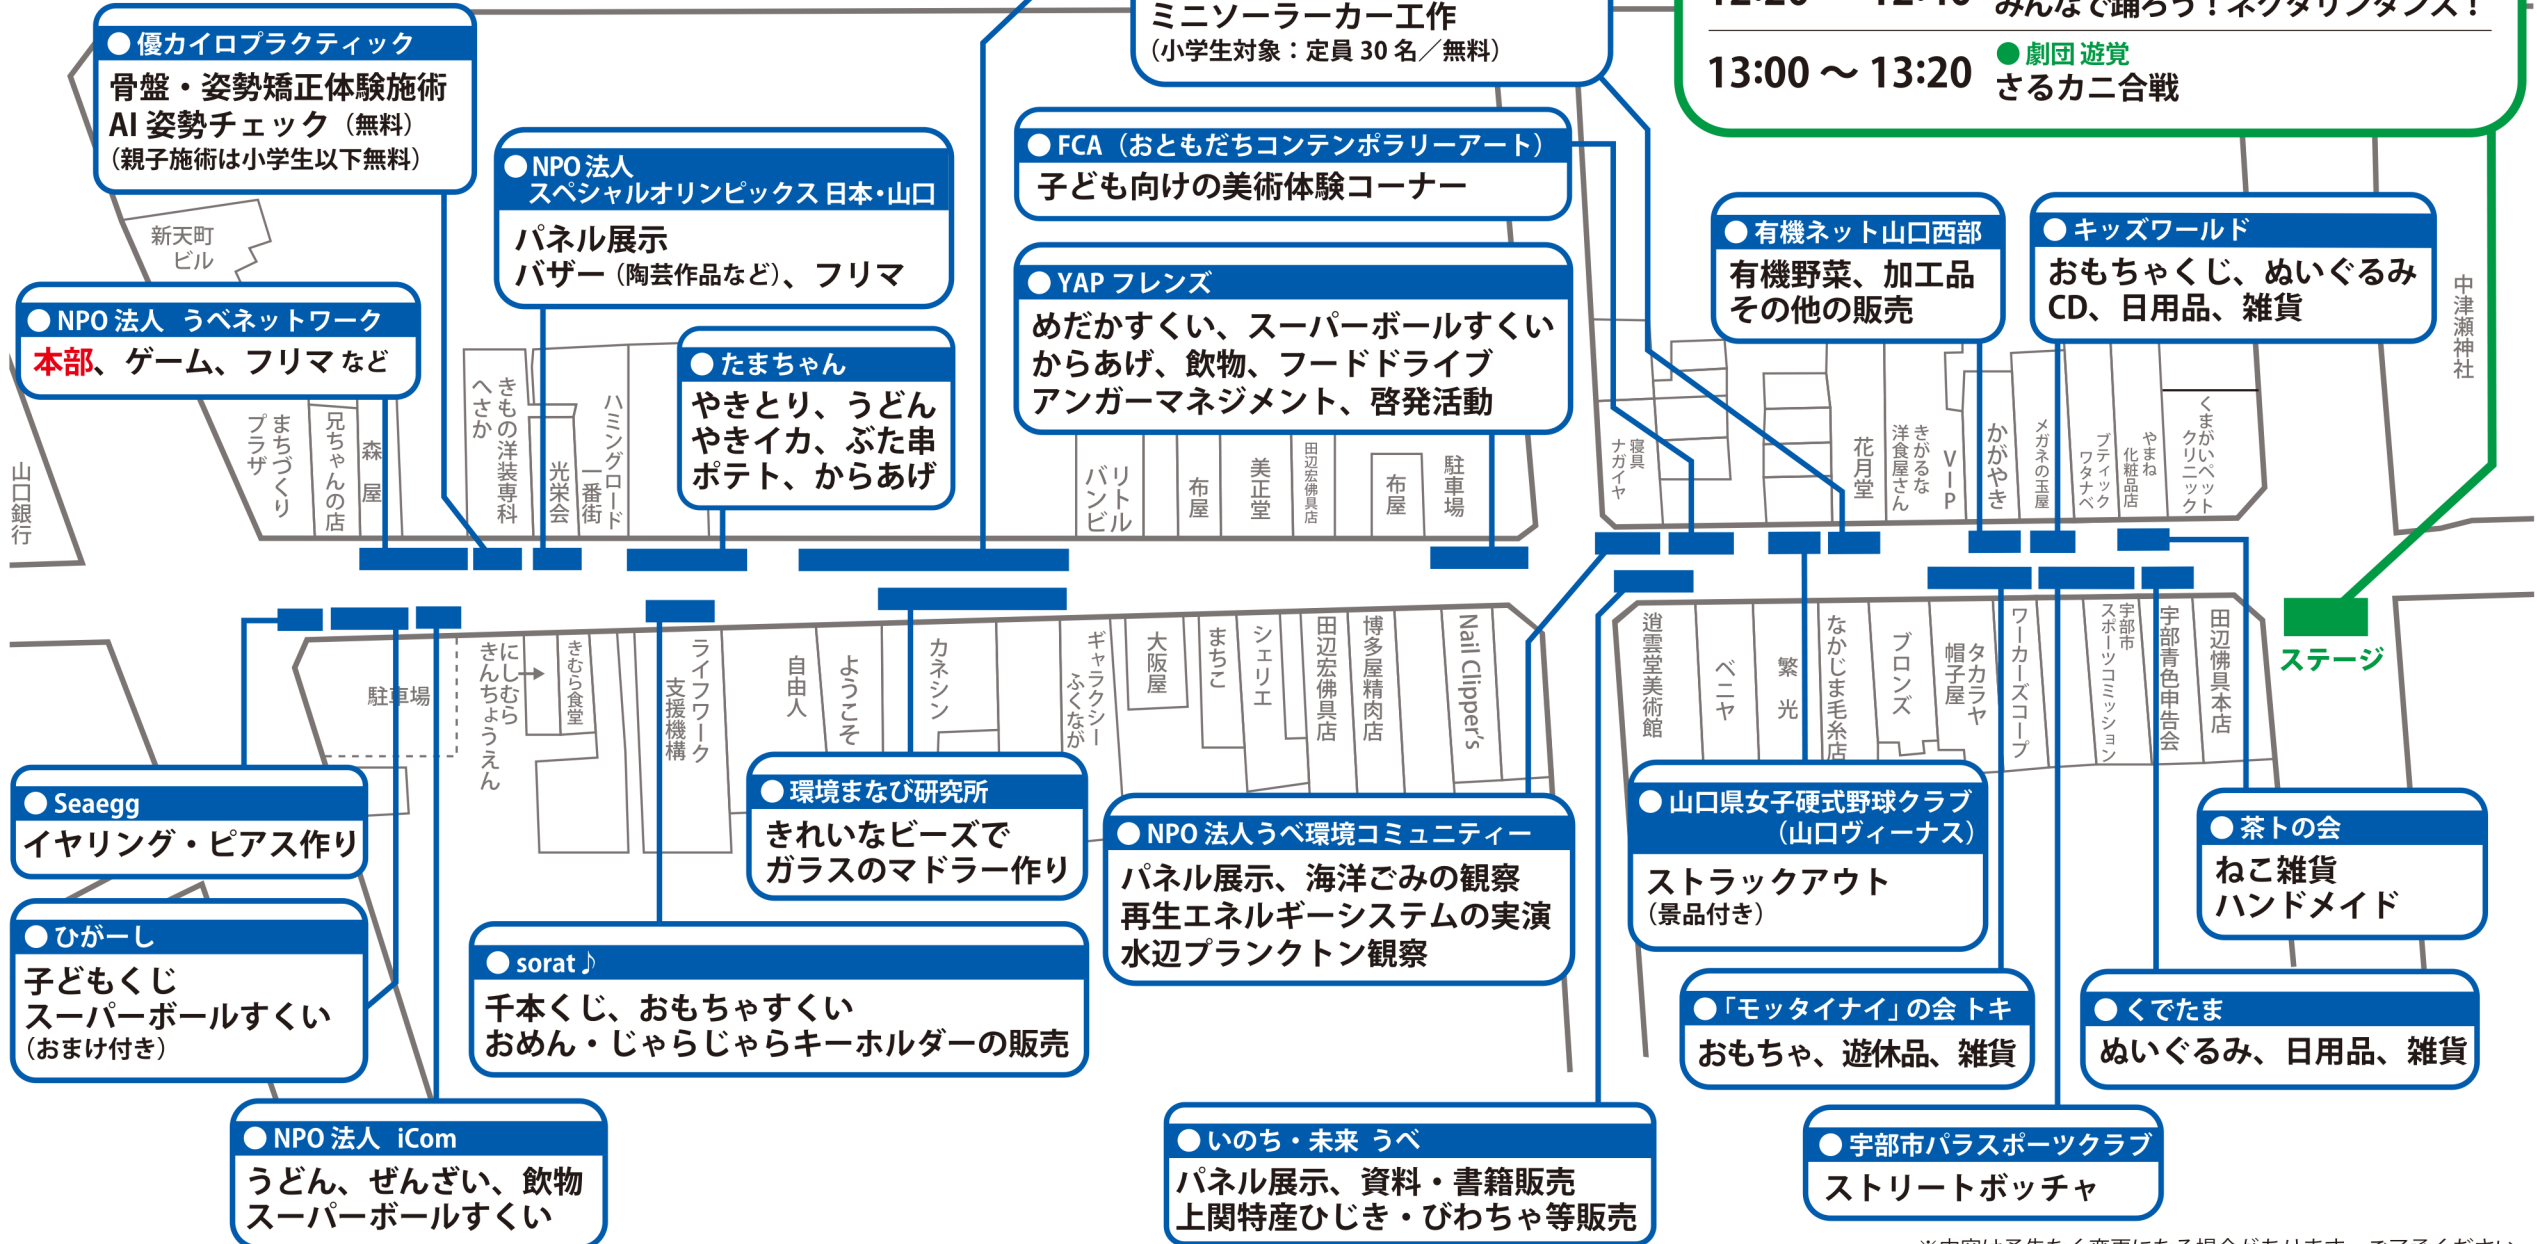 ●優カイロプラクティック
骨盤・姿勢矯正体験施術
AI 姿勢チェック（無料）
（親子施術は小学生以下無料）
ミニソーラーカー工作
（小学生対象：定員 30 名／無料）
みんなで踊ろう！ネクタリンダンス！
13:00 ～ 13:20
●劇団 遊覚
さるカニ合戦
●NPO 法人
スペシャルオリンピックス 日本・山口
パネル展示
バザー（陶芸作品など）、フリマ
●FCA（おともだちコンテンポラリーアート）
子ども向けの美術体験コーナー
●有機ネット山口西部
有機野菜、加工品
その他の販売
●キッズワールド
おもちゃくじ、ぬいぐるみ
CD、日用品、雑貨
新天町
ビル
●NPO 法人　うべネットワーク
本部、ゲーム、フリマ など
●たまちゃん
やきとり、うどん
やきイカ、ぶた串
ポテト、からあげ
●YAP フレンズ
めだかすくい、スーパーボールすくい
からあげ、飲物、フードドライブ
アンガーマネジメント、啓発活動
中津瀬神社
山口銀行
まちづくり
プラザ
兄ちゃんの店
森屋
きもの洋装専科
へさか
光栄会
ハミングロード
一番街
リトル
バンビ
布屋
美正堂
田辺宏佛具店
布屋
駐車場
寝具
ナガイヤ
花月堂
きがるな
洋食屋さん
VIP
かがやき
メガネの玉屋
ブティック
ワタナベ
やまね
化粧品店
くまがいペット
クリニック
ステージ
駐車場
にしむら
きんちょうえん
→
きむら食堂
ライフワーク
支援機構
自由人
ようこそ
カネシン
ギャラクシー
ふくなが
大阪屋
まちこ
シェリエ
田辺宏佛具店
博多屋精肉店
Nail Clipper's
逍雲堂美術館
ベニヤ
繁光
なかじま毛糸店
ブロンズ
タカラヤ
帽子屋
ワーカーズコープ
宇部市
スポーツコミッション
宇部青色申告会
田辺佛具本店
●Seaegg
イヤリング・ピアス作り
●ひがーし
子どもくじ
スーパーボールすくい
（おまけ付き）
●NPO 法人　iCom
うどん、ぜんざい、飲物
スーパーボールすくい
●sorat♪
千本くじ、おもちゃすくい
おめん・じゃらじゃらキーホルダーの販売
●環境まなび研究所
きれいなビーズで
ガラスのマドラー作り
●NPO 法人うべ環境コミュニティー
パネル展示、海洋ごみの観察
再生エネルギーシステムの実演
水辺プランクトン観察
●いのち・未来 うべ
パネル展示、資料・書籍販売
上関特産ひじき・びわちゃ等販売
●山口県女子硬式野球クラブ
（山口ヴィーナス）
ストラックアウト
（景品付き）
●「モッタイナイ」の会 トキ
おもちゃ、遊休品、雑貨
●宇部市パラスポーツクラブ
ストリートボッチャ
●茶トの会
ねこ雑貨
ハンドメイド
●くでたま
ぬいぐるみ、日用品、雑貨